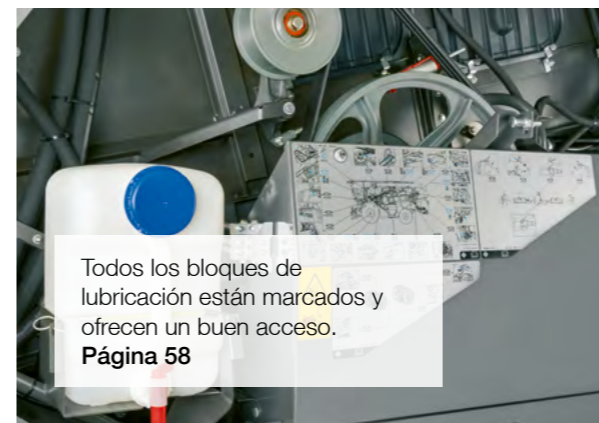 Todos los bloques de
lubricación están marcados y
ofrecen un buen acceso.
Página 58